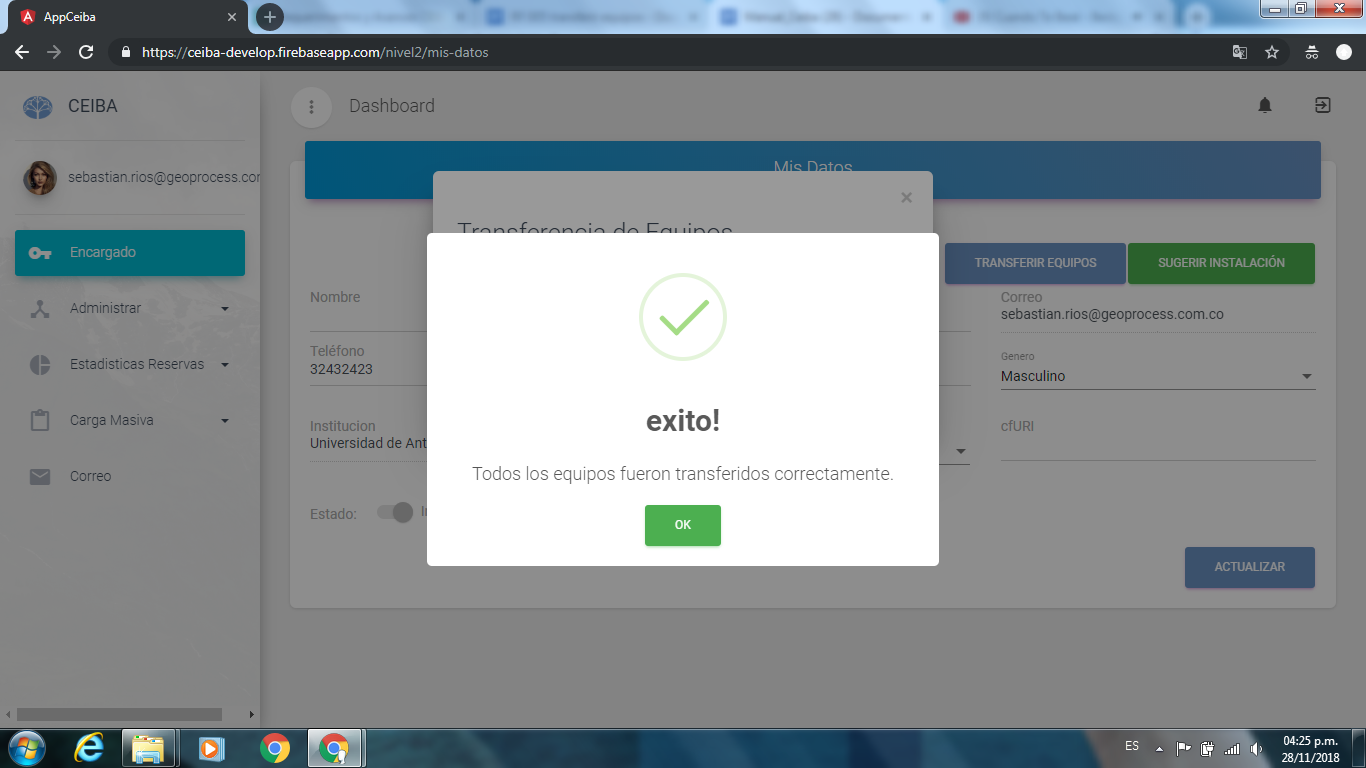 AppCeiba
https://ceiba-develop.firebaseapp.com/nivel2/mis-datos
CEIBA
Dashboard
sebastian.rios@geoprocess.cor
Mis Datos
Transferencia de Equipos
Encargado
Administrar
Estadisticas Reservas
Carga Masiva
Correo
TRANSFERIR EQUIPOS
SUGERIR INSTALACIÓN
Nombre
Correo
sebastian.rios@geoprocess.com.co
Teléfono
32432423
Genero
Masculino
Institucion
Universidad de Ant
cfURI
Estado:
exito!
Todos los equipos fueron transferidos correctamente.
OK
ACTUALIZAR
ES
04:25 p.m.
28/11/2018